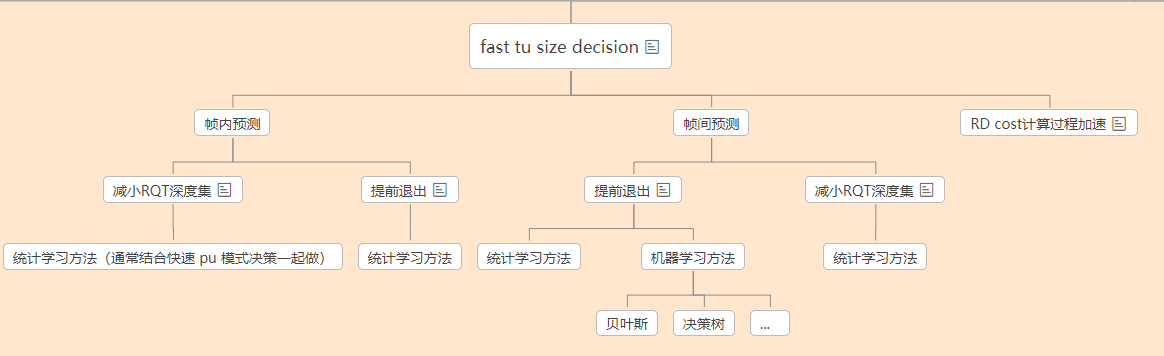 fast tu size decision
帧内预测
帧间预测
RD cost计算过程加速
减小RQT深度集
提前退出
提前退出
减小RQT深度集
统计学习方法（通常结合快速 pu 模式决策一起做）
统计学习方法
统计学习方法
机器学习方法
统计学习方法
贝叶斯
决策树
...